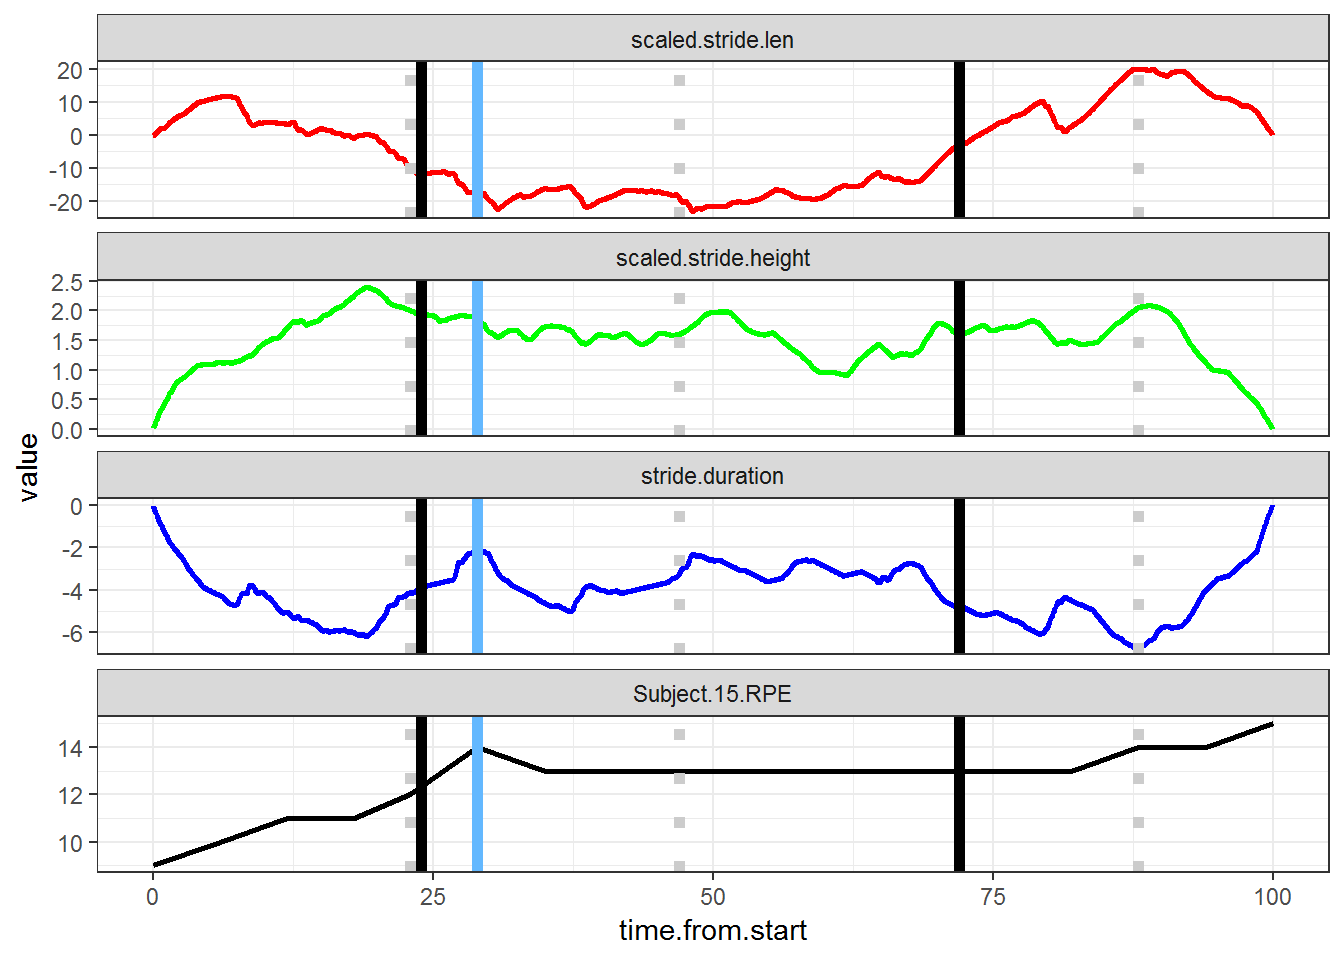 scaled.stride.len
20
10
0
-10
-20
scaled.stride.height
2.5
2.0
1.5
1.0
0.5
0.0
value
stride.duration
0
-2
-4
-6
Subject.15.RPE
14
12
10
0 25 50 75 100
time.from.start